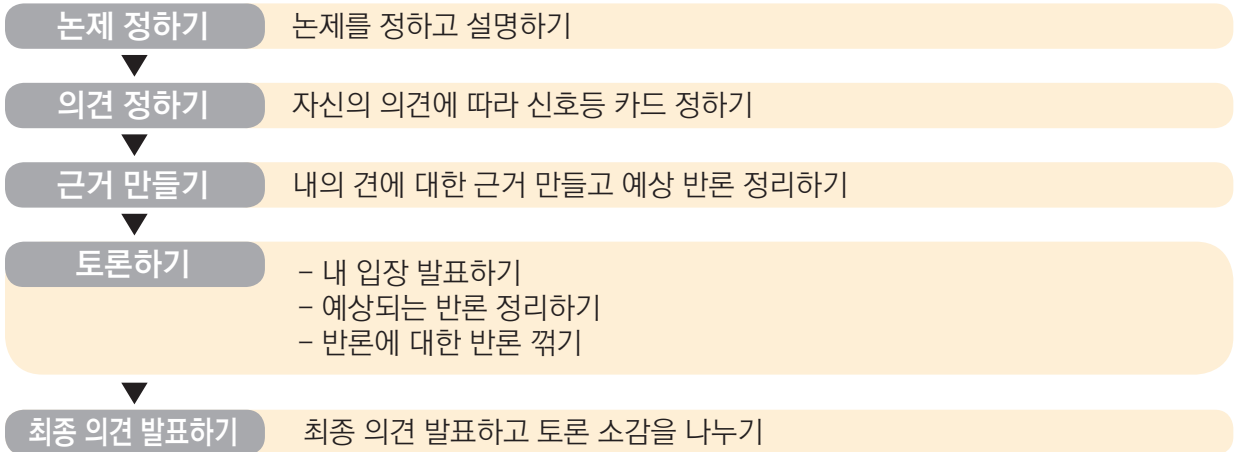 논제 정하기 논제를 정하고 설명하기
의견 정하기 자신의 의견에 따라 신호등 카드 정하기
근거 만들기 내의 견에 대한 근거 만들고 예상 반론 정리하기
토론하기 – 내 입장 발표하기
– 예상되는 반론 정리하기
– 반론에 대한 반론 꺾기
최종 의견 발표하기 최종 의견 발표하고 토론 소감을 나누기